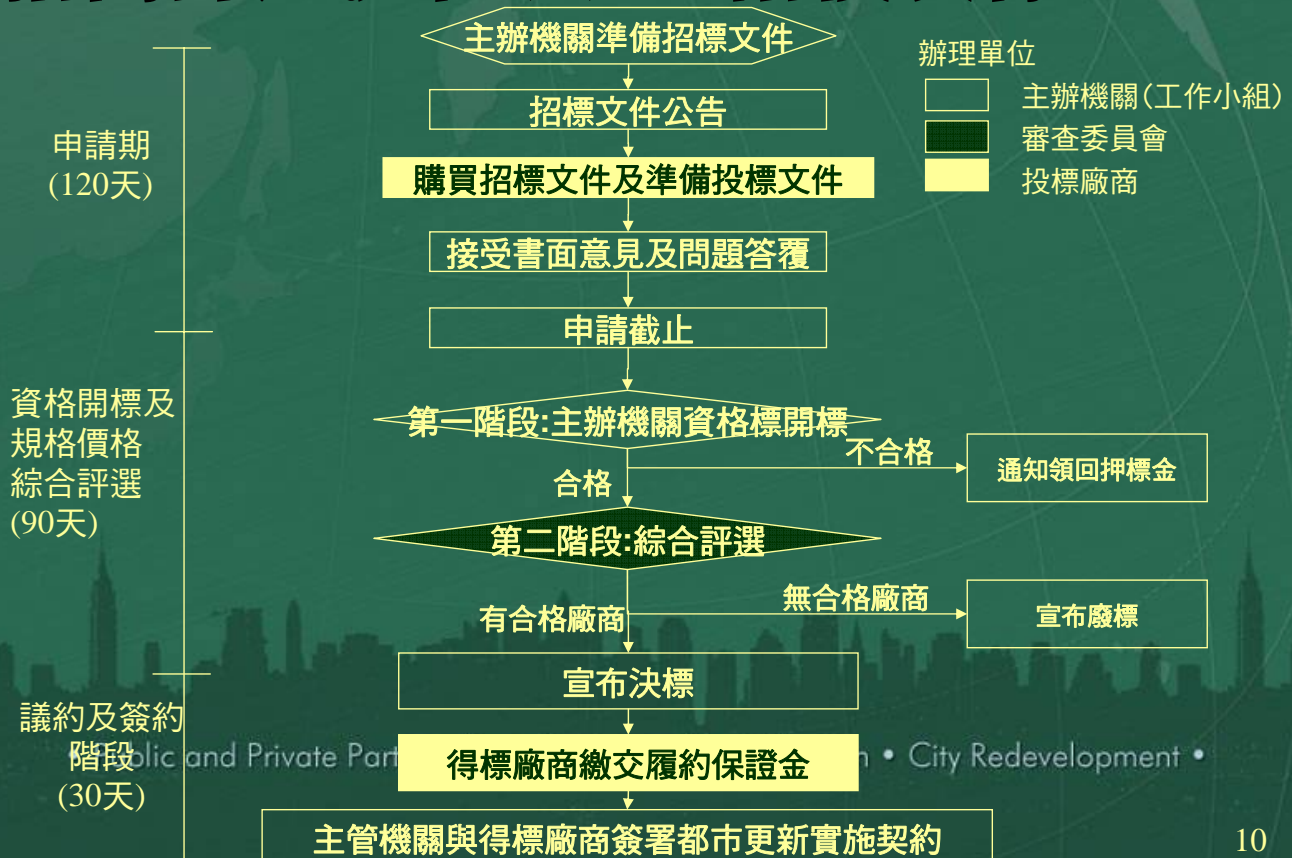 主辦機關準備招標文件
辦理單位
主辦機關(工作小組)
審查委員會
投標廠商
招標文件公告
申請期
(120天)
購買招標文件及準備投標文件
接受書面意見及問題答覆
申請截止
資格開標及
規格價格
綜合評選
(90天)
第一階段:主辦機關資格標開標
不合格
通知領回押標金
合格
第二階段:綜合評選
無合格廠商
宣布廢標
有合格廠商
宣布決標
議約及簽約
階段
(30天)
blic and Private Part
• City Redevelopment •
得標廠商繳交履約保證金
主管機關與得標廠商簽署都市更新實施契約
10